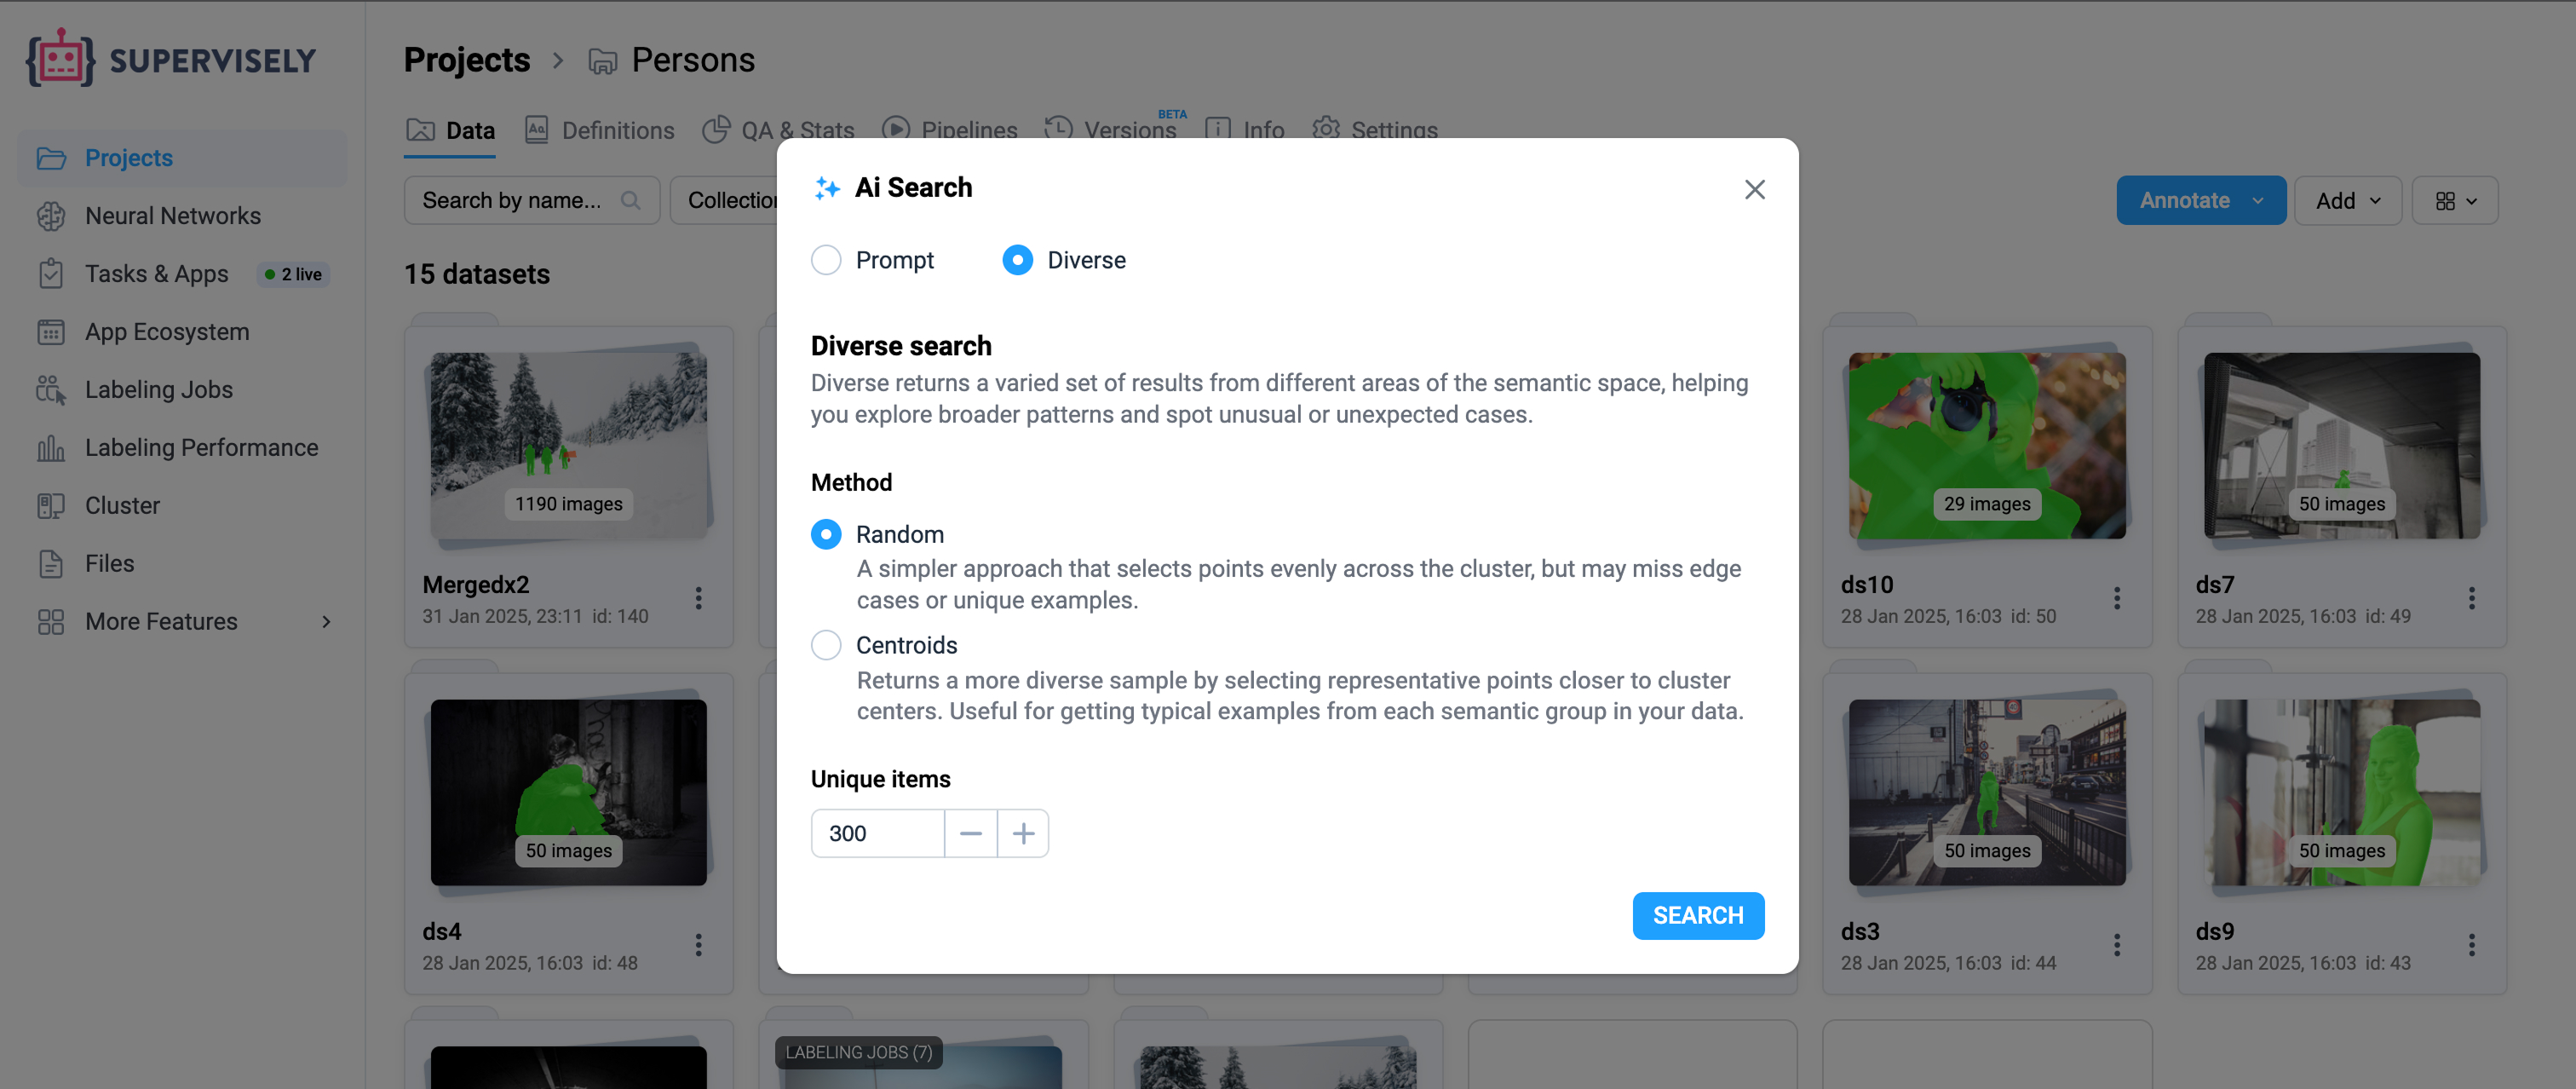 SUPERVISELY
Projects
Neural Networks
Tasks & Apps
2 live
App Ecosystem
Labeling Jobs
Labeling Performance
Cluster
Files
More Features
Projects > Persons
Data
Definitions
QA & Stats
Pipelines
Versions
BETA
Info
Settings
Search by name...
Collection
Annotate
Add
15 datasets
1190 images
Mergedx2
31 Jan 2025, 23:11 id: 140
29 images
ds10
28 Jan 2025, 16:03 id: 50
50 images
ds7
28 Jan 2025, 16:03 id: 49
50 images
ds4
28 Jan 2025, 16:03 id: 48
50 images
ds3
28 Jan 2025, 16:03 id: 44
50 images
ds9
28 Jan 2025, 16:03 id: 43
LABELING JOBS (7)
Ai Search
Prompt
Diverse
Diverse search
Diverse returns a varied set of results from different areas of the semantic space, helping
you explore broader patterns and spot unusual or unexpected cases.
Method
Random
A simpler approach that selects points evenly across the cluster, but may miss edge
cases or unique examples.
Centroids
Returns a more diverse sample by selecting representative points closer to cluster
centers. Useful for getting typical examples from each semantic group in your data.
Unique items
300
SEARCH